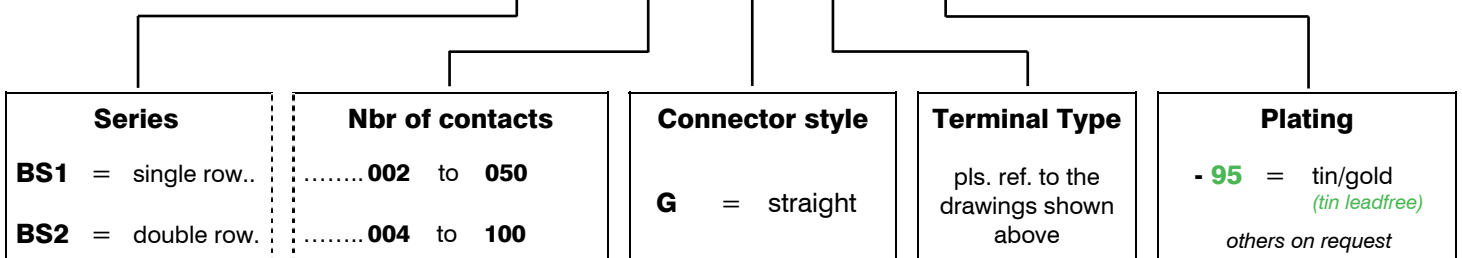 Series
BS1 = single row..
BS2 = double row.
Nbr of contacts
........ 002 to 050
........ 004 to 100
Connector style
G = straight
Terminal Type
pls. ref. to the
drawings shown
above
Plating
- 95 = tin/gold
(tin leadfree)
others on request